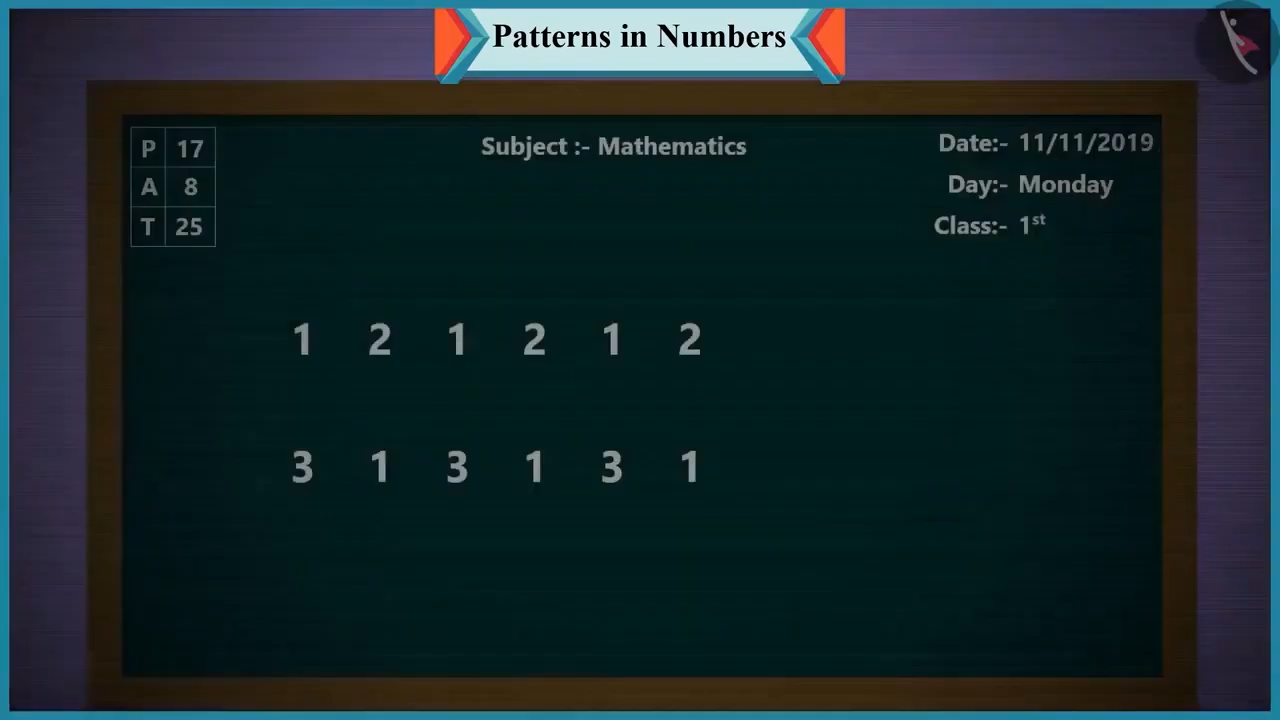 Patterns in Numbers
P 17
A 8
T 25
Subject :- Mathematics
Date:- 11/11/2019
Day:- Monday
Class:- 1st
1 2 1 2 1 2
3 1 3 1 3 1